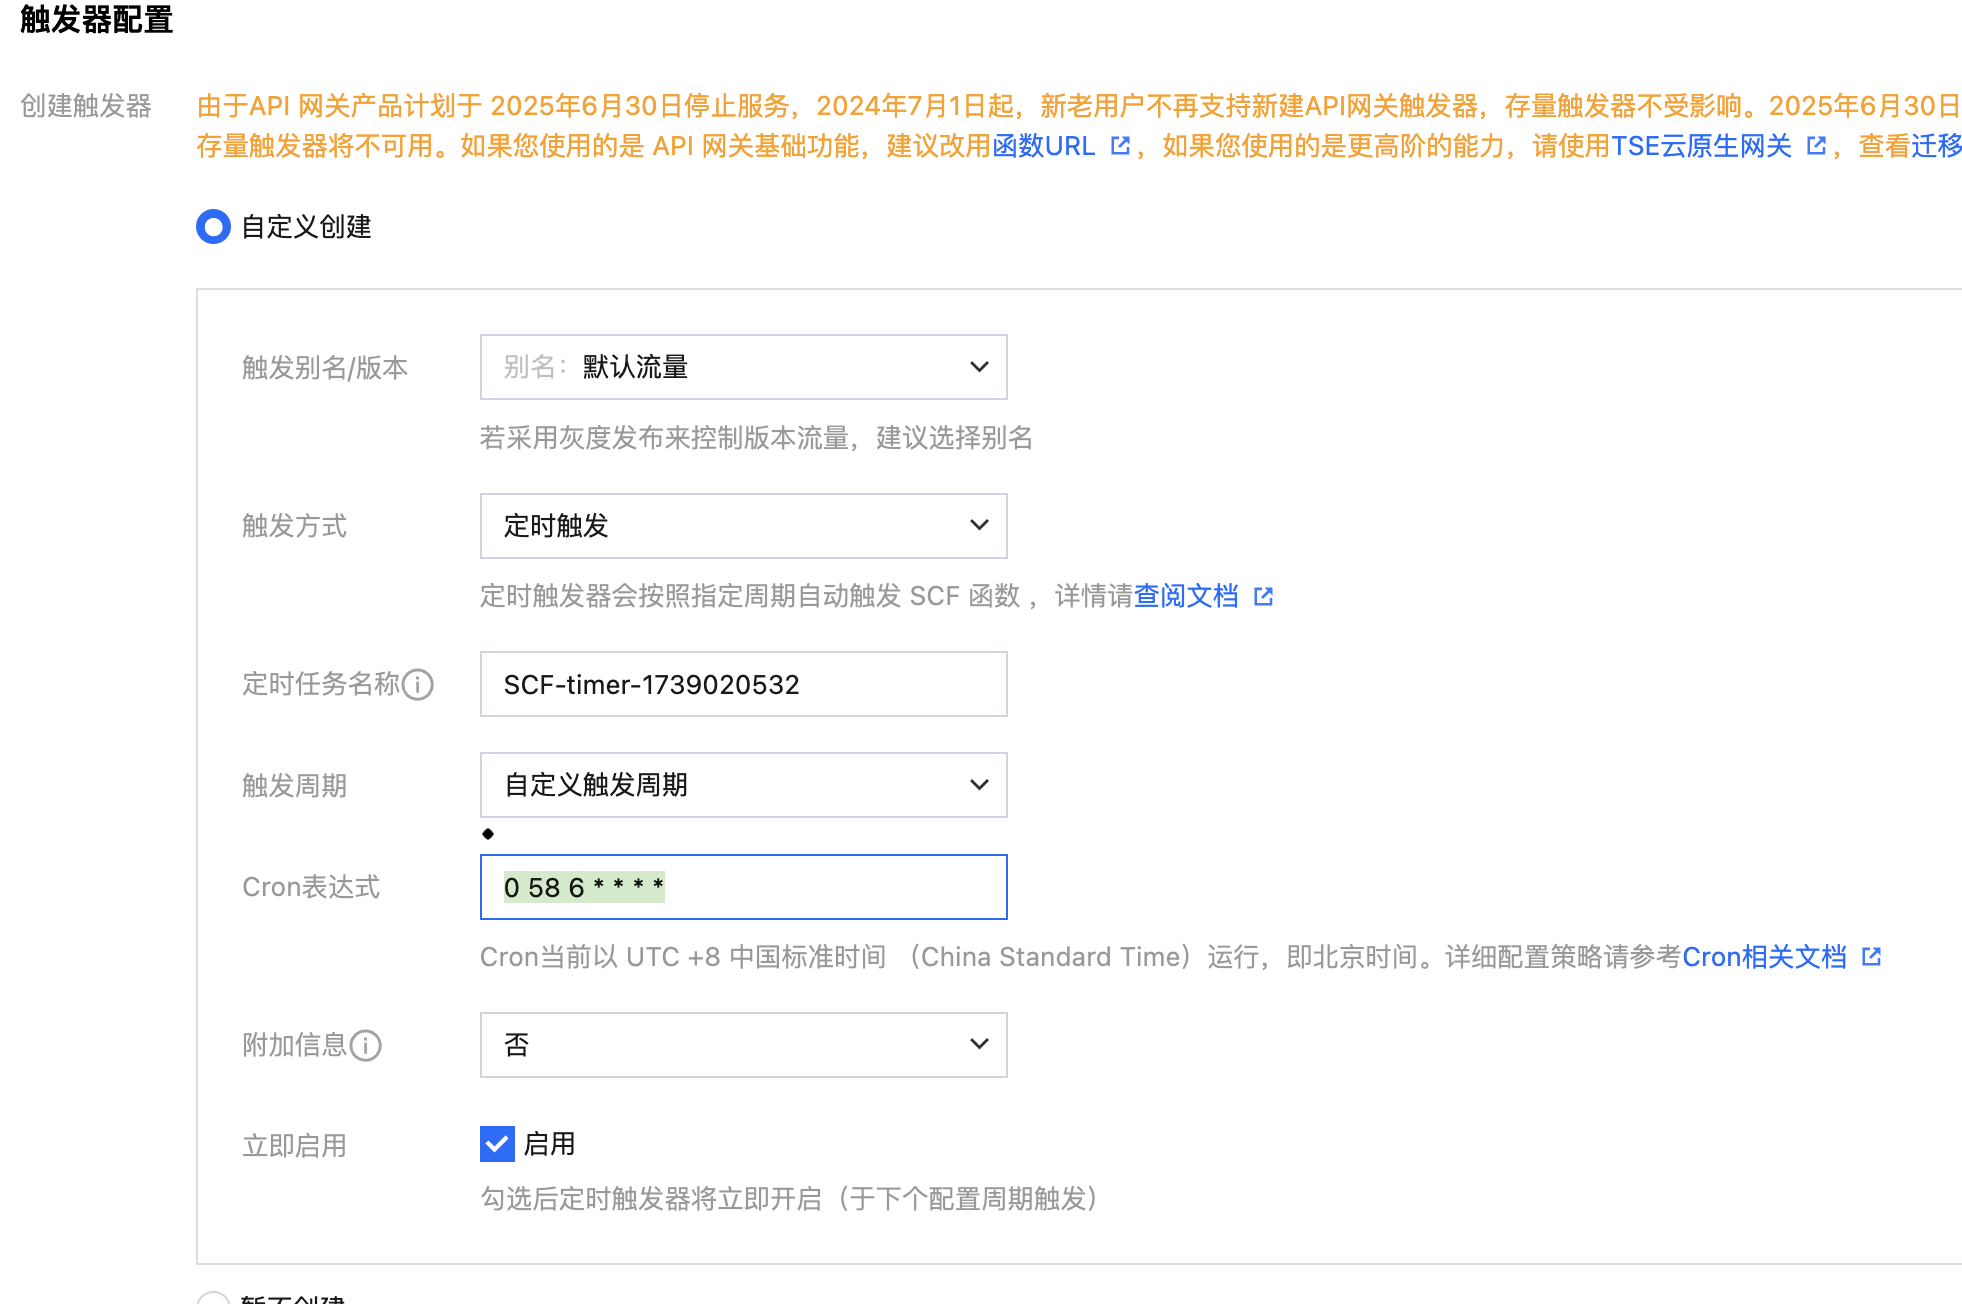 触发器配置
创建触发器
由于API 网关产品计划于 2025年6月30日停止服务，2024年7月1日起，新老用户不再支持新建API网关触发器，存量触发器不受影响。2025年6月30日
存量触发器将不可用。如果您使用的是 API 网关基础功能，建议改用函数URL ，如果您使用的是更高阶的能力，请使用TSE云原生网关 ，查看迁移
自定义创建
触发别名/版本
别名：默认流量
若采用灰度发布来控制版本流量，建议选择别名
触发方式
定时触发
定时触发器会按照指定周期自动触发 SCF 函数 ，详情请查阅文档
定时任务名称
SCF-timer-1739020532
触发周期
自定义触发周期
Cron表达式
0 58 6 * * * *
Cron当前以 UTC +8 中国标准时间 （China Standard Time）运行，即北京时间。详细配置策略请参考Cron相关文档
附加信息
否
立即启用
启用
勾选后定时触发器将立即开启（于下个配置周期触发）
暂不创建